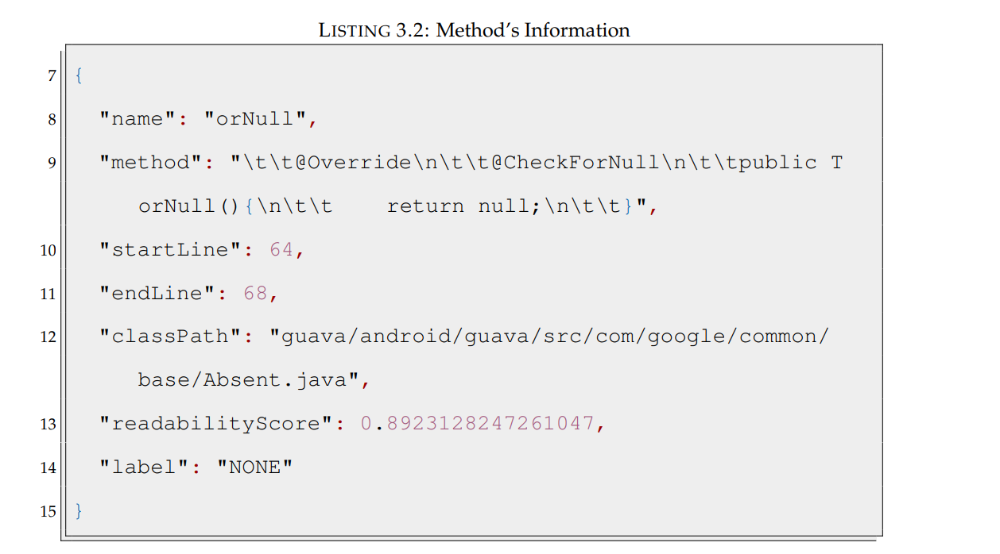 LISTING 3.2: Method's Information
7 {
8 "name": "orNull",
9 "method": "\t\t@Override\n\t\t@CheckForNull\n\t\tpublic T
orNull(){\n\t\t    return null;\n\t\t}",
10 "startLine": 64,
11 "endLine": 68,
12 "classPath": "guava/android/guava/src/com/google/common/
base/Absent.java",
13 "readabilityScore": 0.8923128247261047,
14 "label": "NONE"
15 }